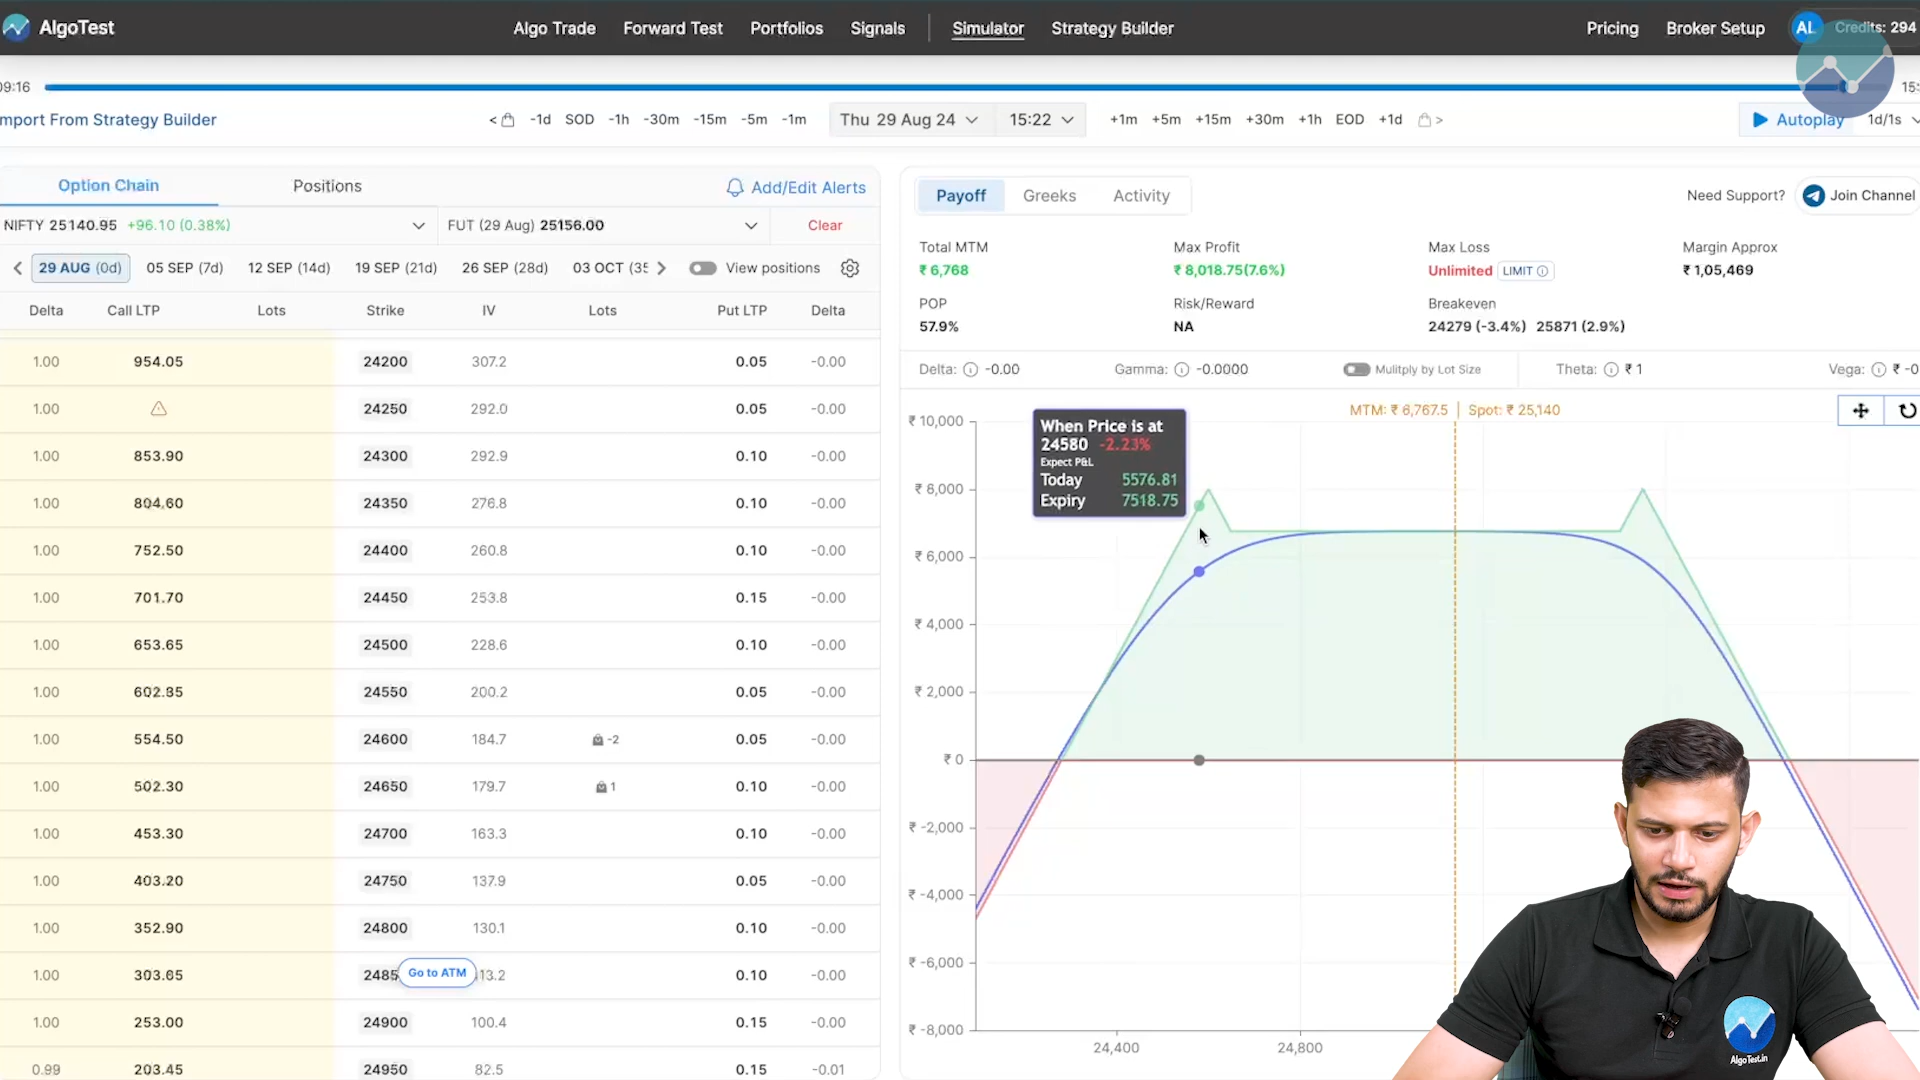 AlgoTest
Algo Trade Forward Test Portfolios Signals Simulator Strategy Builder
Pricing Broker Setup AL Credits: 294
09:16
15:
mport From Strategy Builder
< -1d SOD -1h -30m -15m -5m -1m Thu 29 Aug 24 15:22 +1m +5m +15m +30m +1h EOD +1d >
Autoplay 1d/1s
Option Chain Positions Add/Edit Alerts
NIFTY 25140.95 +96.10 (0.38%) FUT (29 Aug) 25156.00 Clear
29 AUG (0d) 05 SEP (7d) 12 SEP (14d) 19 SEP (21d) 26 SEP (28d) 03 OCT (35 View positions
Delta Call LTP Lots Strike IV Lots Put LTP Delta
1.00 954.05 24200 307.2 0.05 -0.00
1.00 24250 292.0 0.05 -0.00
1.00 853.90 24300 292.9 0.10 -0.00
1.00 804.60 24350 276.8 0.10 -0.00
1.00 752.50 24400 260.8 0.10 -0.00
1.00 701.70 24450 253.8 0.15 -0.00
1.00 653.65 24500 228.6 0.10 -0.00
1.00 602.85 24550 200.2 0.05 -0.00
1.00 554.50 24600 184.7 -2 0.05 -0.00
1.00 502.30 24650 179.7 1 0.10 -0.00
1.00 453.30 24700 163.3 0.10 -0.00
1.00 403.20 24750 137.9 0.05 -0.00
1.00 352.90 24800 130.1 0.10 -0.00
1.00 303.65 2485 Go to ATM 13.2 0.10 -0.00
1.00 253.00 24900 100.4 0.15 -0.00
0.99 203.45 24950 82.5 0.15 -0.01
Payoff Greeks Activity
Need Support? Join Channel
Total MTM Max Profit Max Loss Margin Approx
₹ 6,768 ₹ 8,018.75(7.6%) Unlimited LIMIT ₹ 1,05,469
POP Risk/Reward Breakeven
57.9% NA 24279 (-3.4%) 25871 (2.9%)
Delta: -0.00 Gamma: -0.0000 Mulitply by Lot Size Theta: ₹ 1 Vega: ₹ -0
MTM: ₹ 6,767.5 | Spot: ₹ 25,140
When Price is at
24580 -2.23%
Expect P&L
Today 5576.81
Expiry 7518.75
₹ 10,000
₹ 8,000
₹ 6,000
₹ 4,000
₹ 2,000
₹ 0
₹ -2,000
₹ -4,000
₹ -6,000
₹ -8,000
24,400 24,800
AlgoTest.in